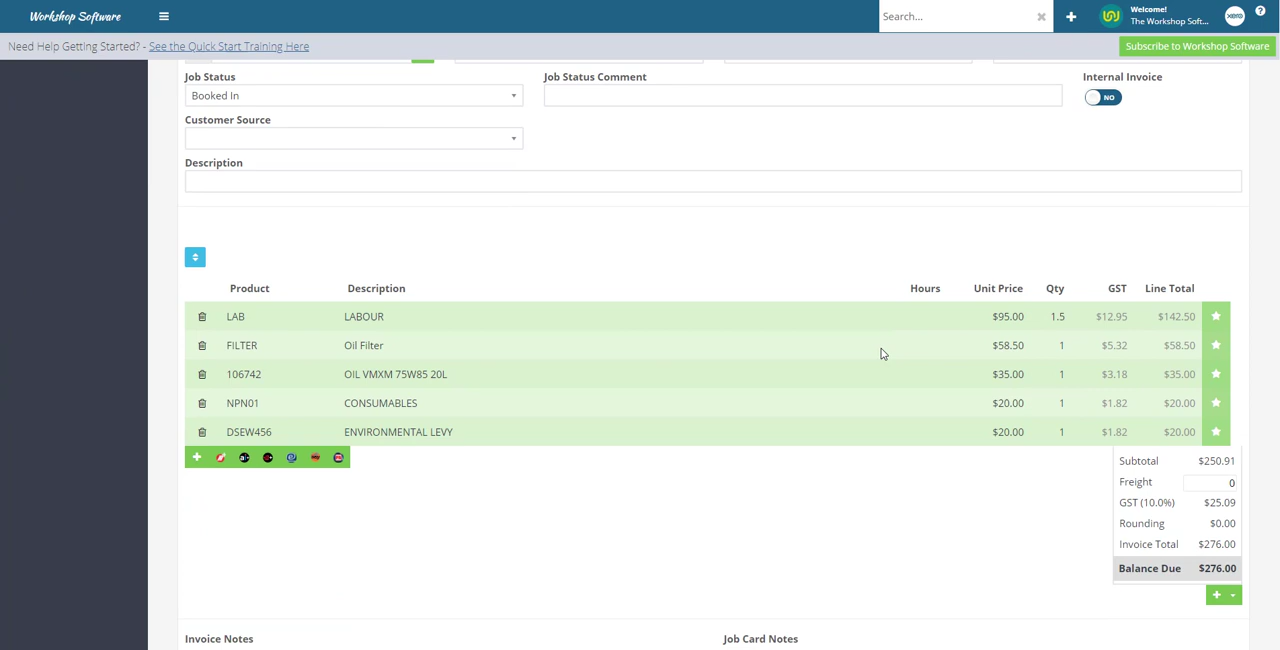 Workshop Software
Search...
Welcome!
The Workshop Soft...
xero
?
Need Help Getting Started? - See the Quick Start Training Here
Subscribe to Workshop Software
Job Status
Job Status Comment
Internal Invoice
Booked In
NO
Customer Source
Description
Product Description Hours Unit Price Qty GST Line Total
LAB LABOUR $95.00 1.5 $12.95 $142.50
FILTER Oil Filter $58.50 1 $5.32 $58.50
106742 OIL VMXM 75W85 20L $35.00 1 $3.18 $35.00
NPN01 CONSUMABLES $20.00 1 $1.82 $20.00
DSEW456 ENVIRONMENTAL LEVY $20.00 1 $1.82 $20.00
Subtotal $250.91
Freight 0
GST (10.0%) $25.09
Rounding $0.00
Invoice Total $276.00
Balance Due $276.00
Invoice Notes
Job Card Notes